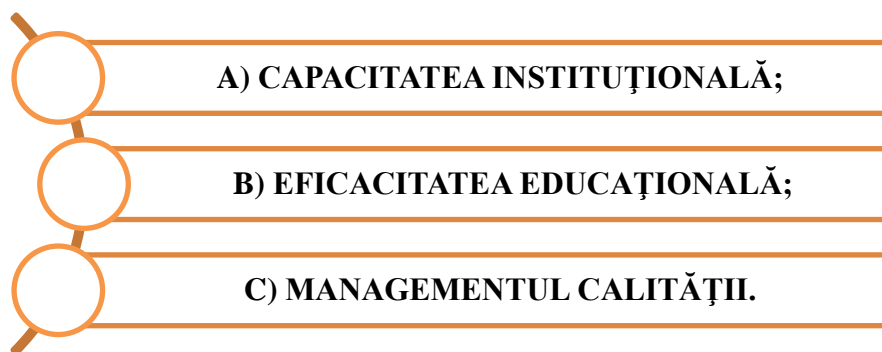 A) CAPACITATEA INSTITUŢIONALĂ;
B) EFICACITATEA EDUCAŢIONALĂ;
C) MANAGEMENTUL CALITĂŢII.